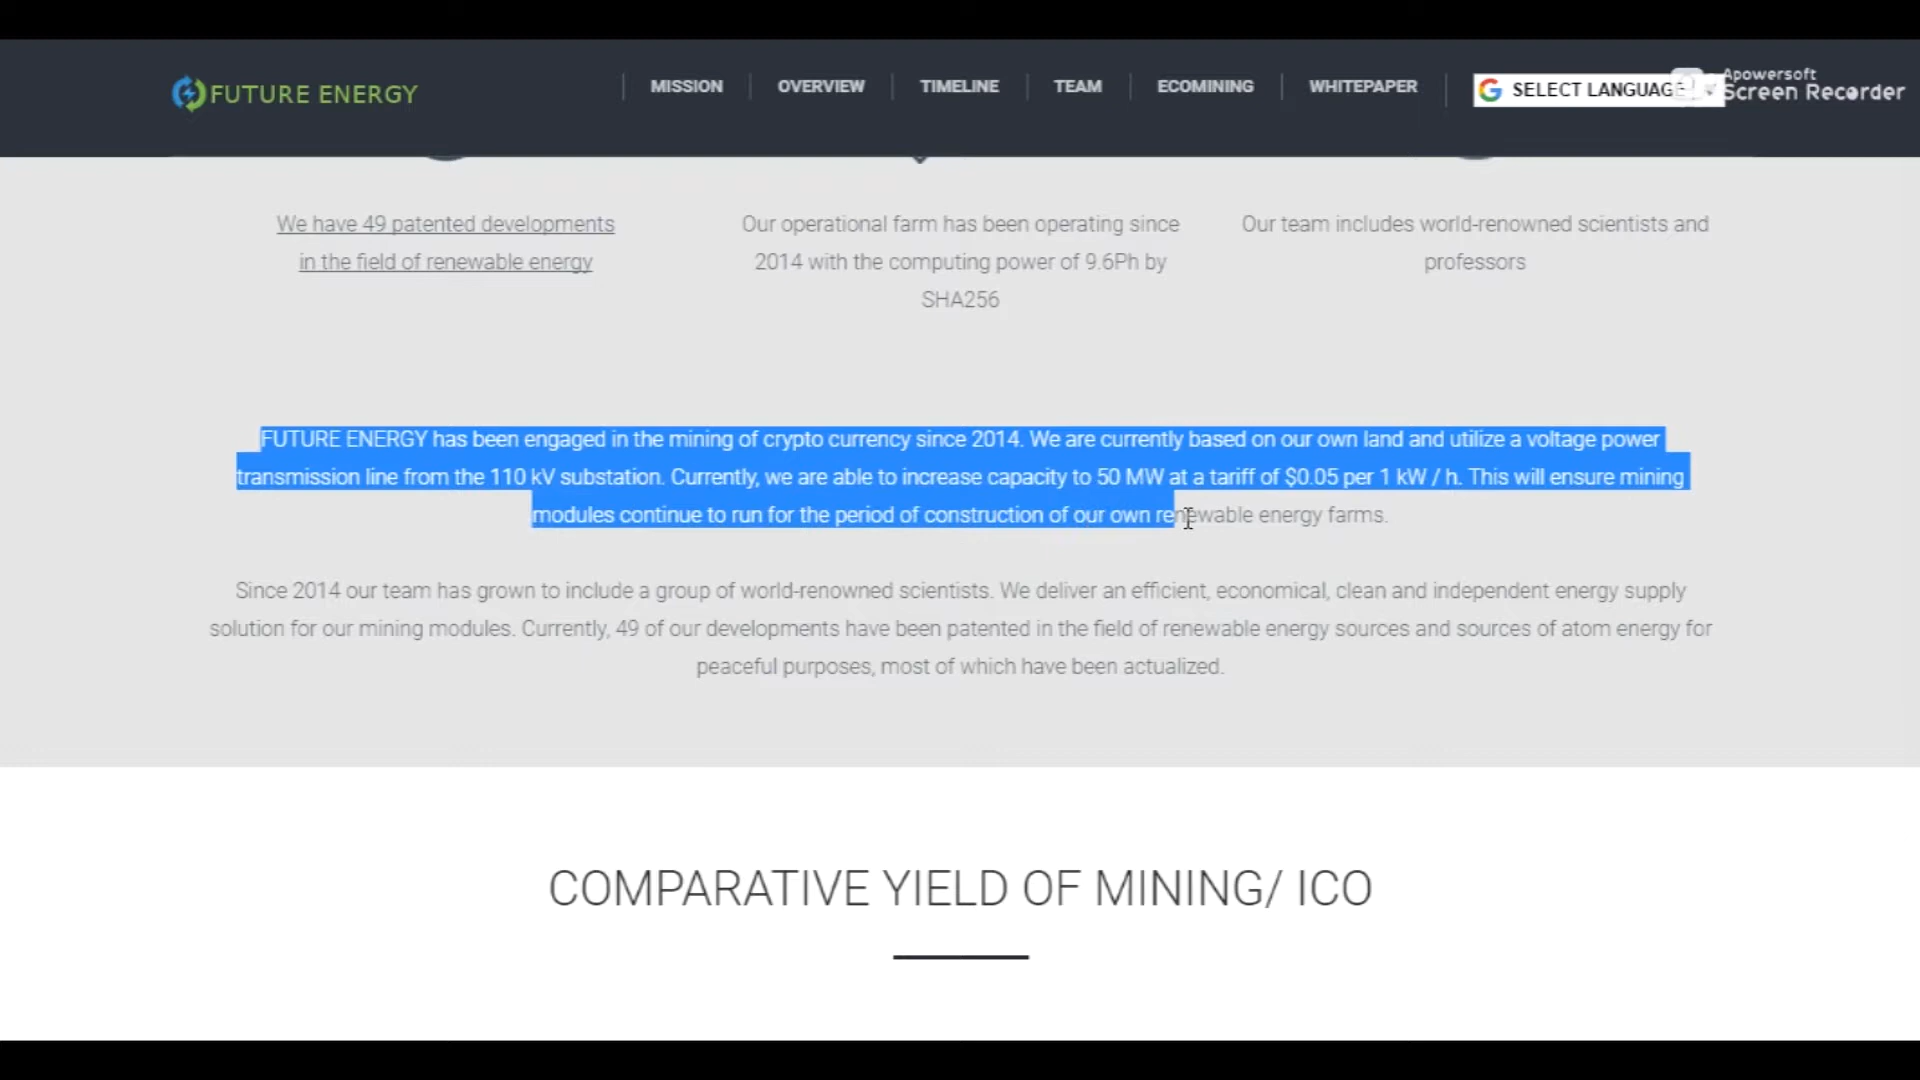 FUTURE ENERGY
MISSION
OVERVIEW
TIMELINE
TEAM
ECOMINING
WHITEPAPER
SELECT LANGUAGE
Apowersoft
Screen Recorder
We have 49 patented developments
in the field of renewable energy
Our operational farm has been operating since
2014 with the computing power of 9.6Ph by
SHA256
Our team includes world-renowned scientists and
professors
FUTURE ENERGY has been engaged in the mining of crypto currency since 2014. We are currently based on our own land and utilize a voltage power
transmission line from the 110 kV substation. Currently, we are able to increase capacity to 50 MW at a tariff of $0.05 per 1 kW / h. This will ensure mining
modules continue to run for the period of construction of our own renewable energy farms.
Since 2014 our team has grown to include a group of world-renowned scientists. We deliver an efficient, economical, clean and independent energy supply
solution for our mining modules. Currently, 49 of our developments have been patented in the field of renewable energy sources and sources of atom energy for
peaceful purposes, most of which have been actualized.
COMPARATIVE YIELD OF MINING/ ICO